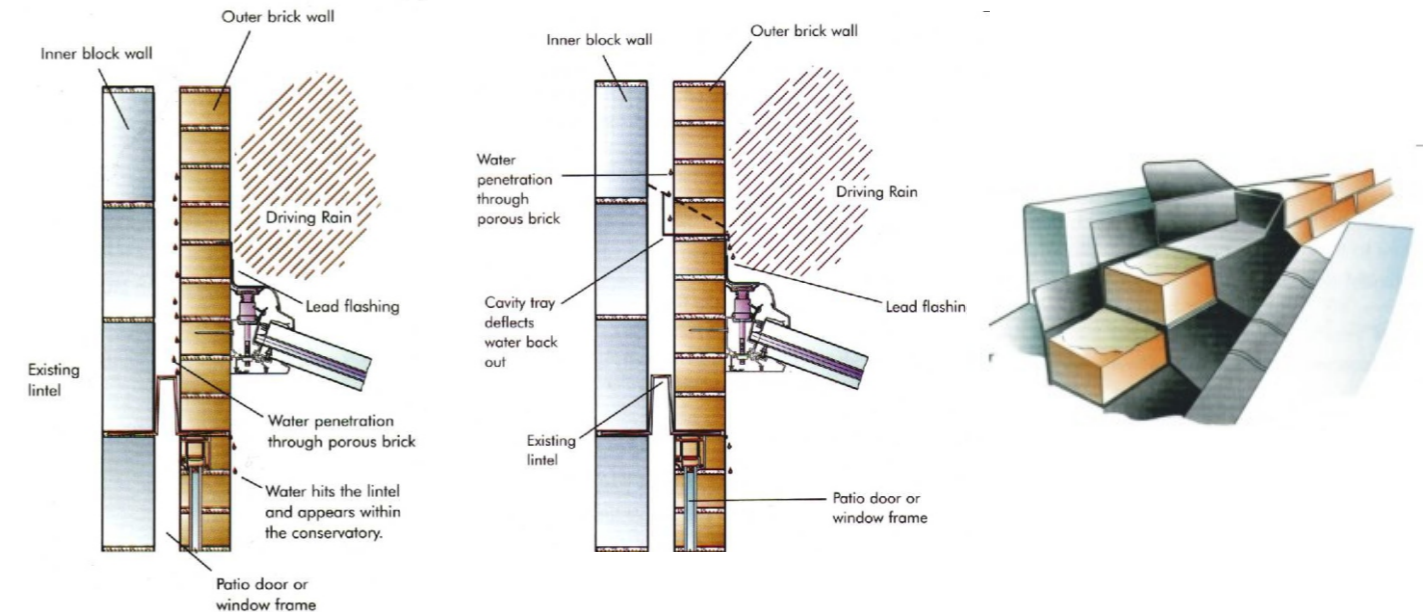 Outer brick wall
Inner block wall
Driving Rain
Lead flashing
Existing
lintel
Water penetration
through porous brick
Water hits the lintel
and appears within
the conservatory.
Patio door or
window frame
Outer brick wall
Inner block wall
Water
penetration
through
porous brick
Driving Rain
Cavity tray
deflects
water back
out
Lead flashin
Existing
lintel
Patio door or
window frame
r